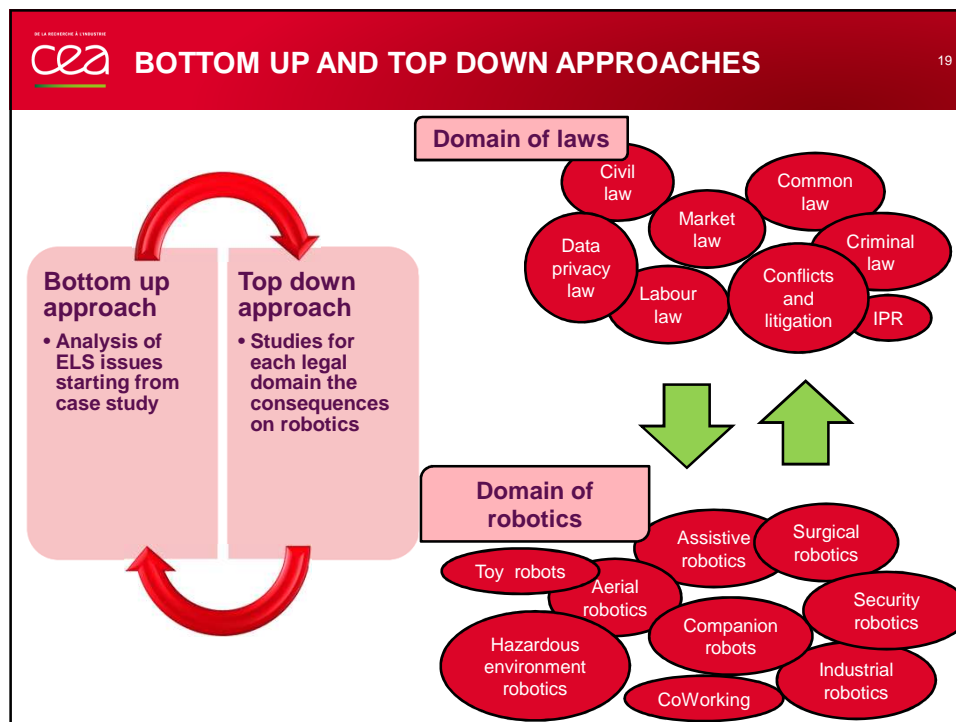 DE LA RECHERCHE À L'INDUSTRIE
cea
BOTTOM UP AND TOP DOWN APPROACHES
19
Bottom up
approach
• Analysis of
ELS issues
starting from
case study
Top down
approach
• Studies for
each legal
domain the
consequences
on robotics
Domain of laws
Civil
law
Common
law
Market
law
Data
privacy
law
Criminal
law
Conflicts
and
litigation
Labour
law
IPR
Domain of
robotics
Assistive
robotics
Surgical
robotics
Toy robots
Aerial
robotics
Security
robotics
Companion
robots
Hazardous
environment
robotics
Industrial
robotics
CoWorking